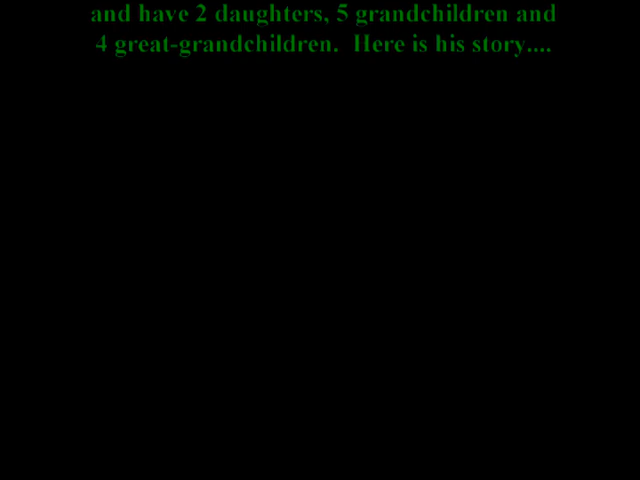 and have 2 daughters, 5 grandchildren and
4 great-grandchildren.  Here is his story....